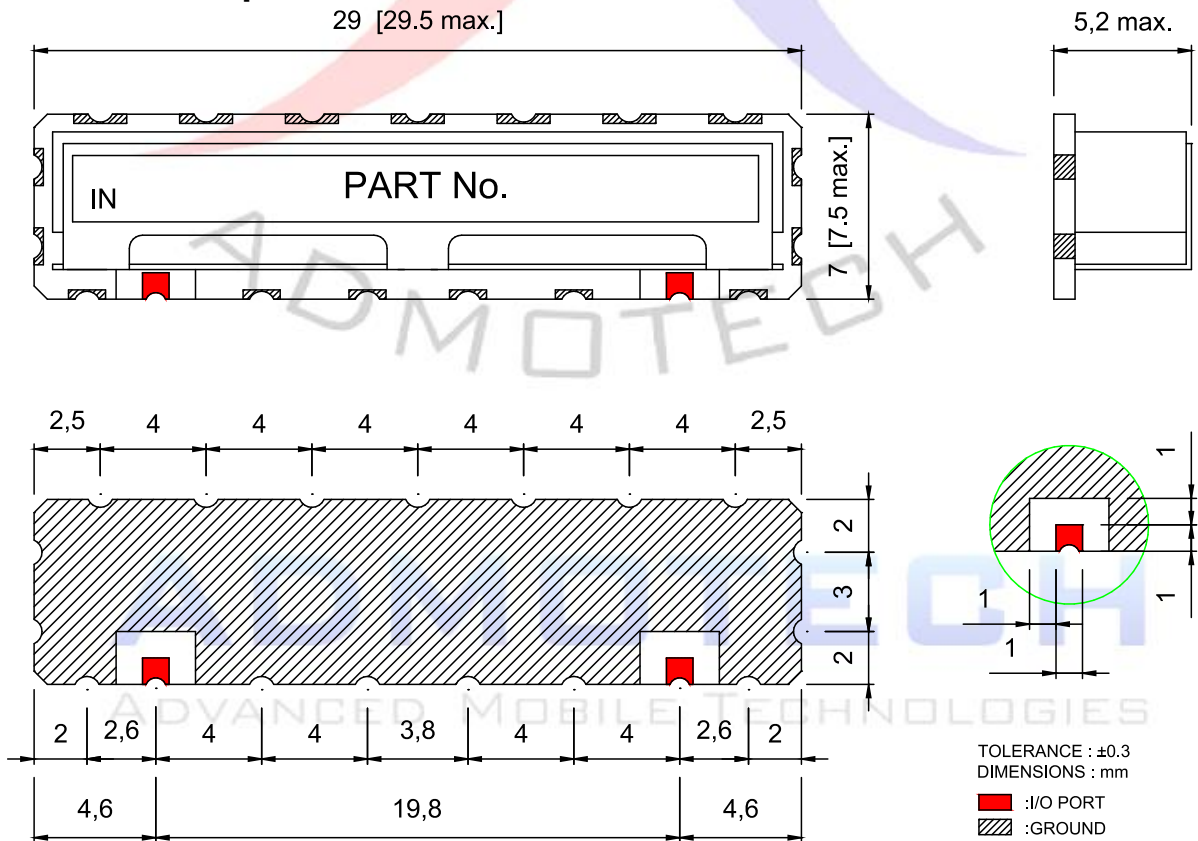 29 [29.5 max.]
5,2 max.
IN
PART No.
7 [7.5 max.]
ADMOTECH
2,5 4 4 4 4 4 4 2,5
2
3
2
1
1
1
1
ADMOTECH
ADVANCED MOBILE TECHNOLOGIES
2 2,6 4 4 3,8 4 4 2,6 2
4,6 19,8 4,6
TOLERANCE : ±0.3
DIMENSIONS : mm
:I/O PORT
:GROUND